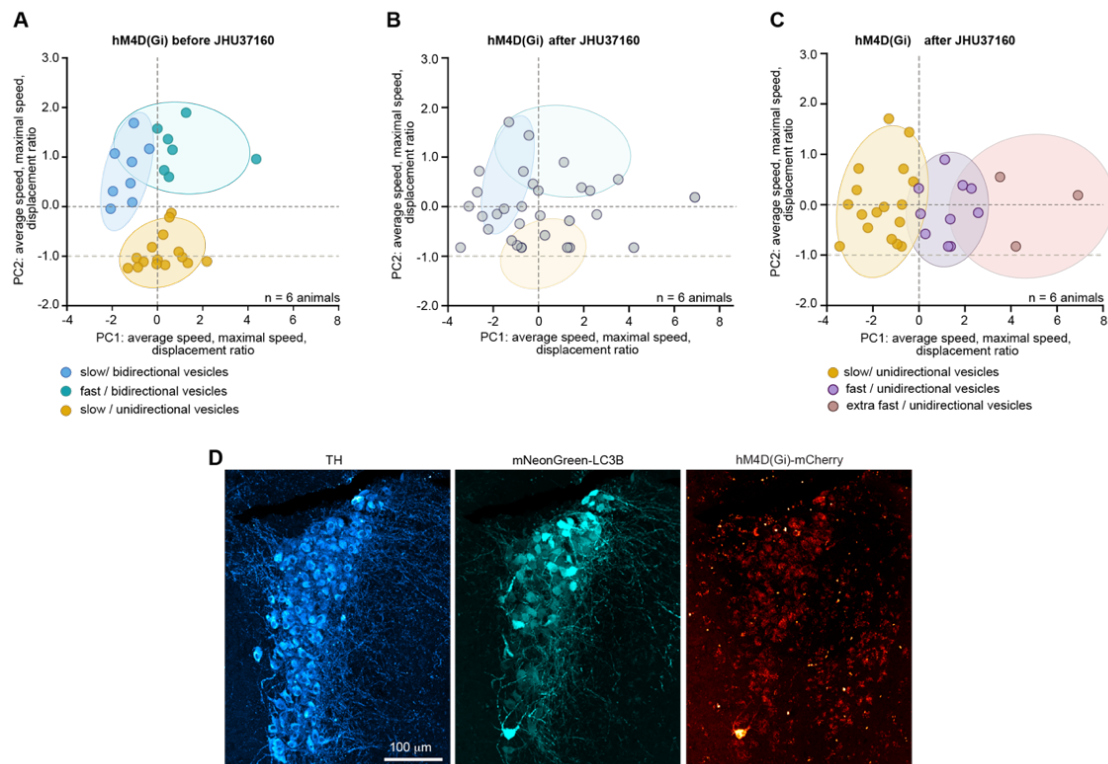 A
hM4D(Gi) before JHU37160
PC2: average speed, maximal speed,
displacement ratio
3.0
2.0
1.0
0.0
-1.0
-2.0
n = 6 animals
-4 -2 0 2 4 6 8
PC1: average speed, maximal speed,
displacement ratio
slow/ bidirectional vesicles
fast / bidirectional vesicles
slow / unidirectional vesicles
B
hM4D(Gi) after JHU37160
PC2: average speed, maximal speed,
displacement ratio
3.0
2.0
1.0
0.0
-1.0
-2.0
n = 6 animals
-4 -2 0 2 4 6 8
PC1: average speed, maximal speed,
displacement ratio
C
hM4D(Gi) after JHU37160
PC2: average speed, maximal speed,
displacement ratio
3.0
2.0
1.0
0.0
-1.0
-2.0
n = 6 animals
-4 -2 0 2 4 6 8
PC1: average speed, maximal speed,
displacement ratio
slow/ unidirectional vesicles
fast / unidirectional vesicles
extra fast / unidirectional vesicles
D
TH
mNeonGreen-LC3B
hM4D(Gi)-mCherry
100 μm